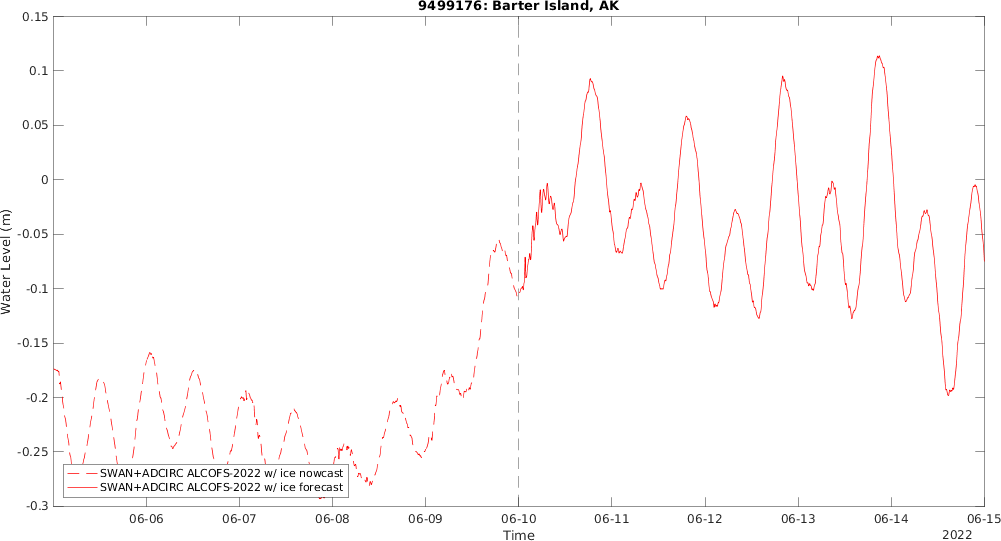 9499176: Barter Island, AK
0.15
0.1
0.05
0
-0.05
-0.1
-0.15
-0.2
-0.25
-0.3
Water Level (m)
SWAN+ADCIRC ALCOFS-2022 w/ ice nowcast
SWAN+ADCIRC ALCOFS-2022 w/ ice forecast
06-06 06-07 06-08 06-09 06-10 06-11 06-12 06-13 06-14 06-15
Time
2022